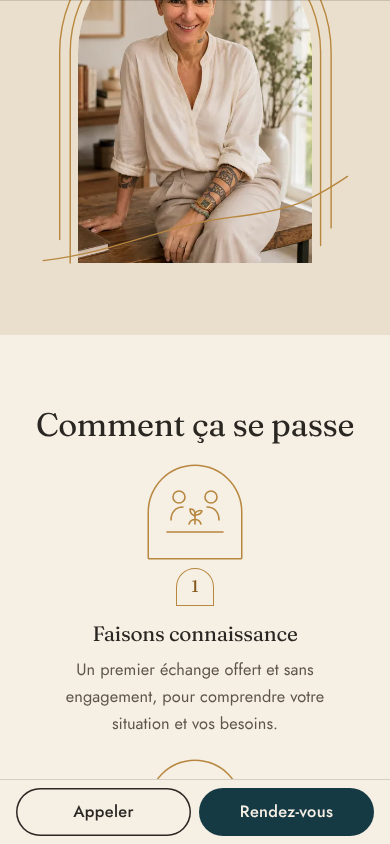 Comment ça se passe
1
Faisons connaissance
Un premier échange offert et sans
engagement, pour comprendre votre
situation et vos besoins.
Appeler
Rendez-vous